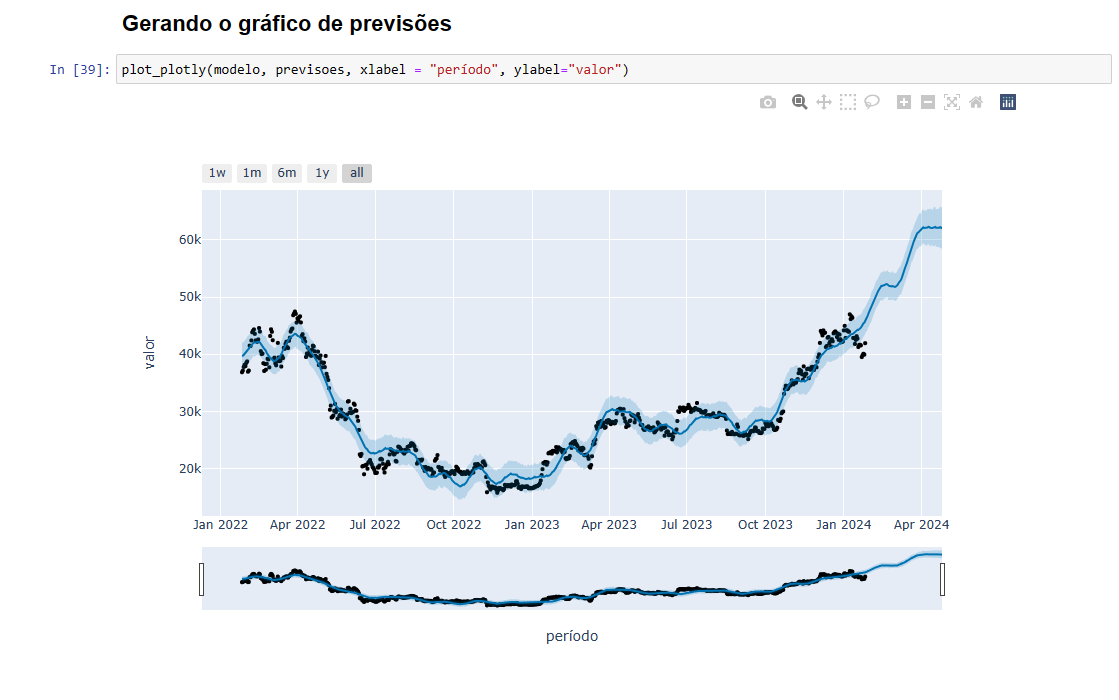 Gerando o gráfico de previsões
In [39]: plot_plotly(modelo, previsoes, xlabel = "período", ylabel="valor")
1w 1m 6m 1y all
60k
50k
40k
30k
20k
valor
Jan 2022 Apr 2022 Jul 2022 Oct 2022 Jan 2023 Apr 2023 Jul 2023 Oct 2023 Jan 2024 Apr 2024
período